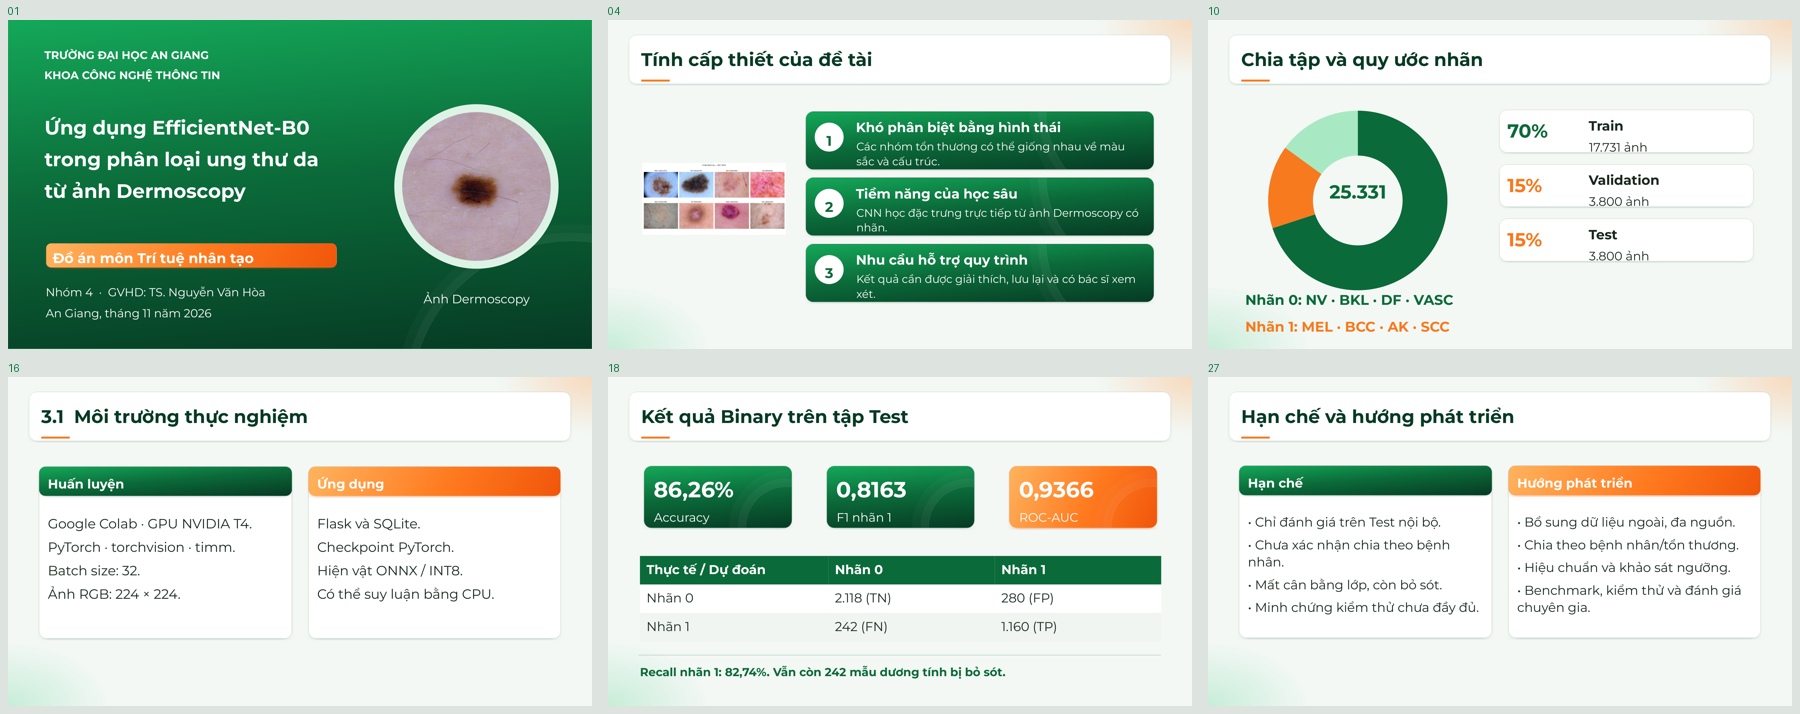 01
TRƯỜNG ĐẠI HỌC AN GIANG
KHOA CÔNG NGHỆ THÔNG TIN
Ứng dụng EfficientNet-B0
trong phân loại ung thư da
từ ảnh Dermoscopy
Đồ án môn Trí tuệ nhân tạo
Nhóm 4 · GVHD: TS. Nguyễn Văn Hòa
An Giang, tháng 11 năm 2026
Ảnh Dermoscopy
04
Tính cấp thiết của đề tài
1
Khó phân biệt bằng hình thái
Các nhóm tổn thương có thể giống nhau về màu
sắc và cấu trúc.
2
Tiềm năng của học sâu
CNN học đặc trưng trực tiếp từ ảnh Dermoscopy có
nhãn.
3
Nhu cầu hỗ trợ quy trình
Kết quả cần được giải thích, lưu lại và có bác sĩ xem
xét.
10
Chia tập và quy ước nhãn
25.331
70%
Train
17.731 ảnh
15%
Validation
3.800 ảnh
15%
Test
3.800 ảnh
Nhãn 0: NV · BKL · DF · VASC
Nhãn 1: MEL · BCC · AK · SCC
16
3.1 Môi trường thực nghiệm
Huấn luyện
Google Colab · GPU NVIDIA T4.
PyTorch · torchvision · timm.
Batch size: 32.
Ảnh RGB: 224 × 224.
Ứng dụng
Flask và SQLite.
Checkpoint PyTorch.
Hiện vật ONNX / INT8.
Có thể suy luận bằng CPU.
18
Kết quả Binary trên tập Test
86,26%
Accuracy
0,8163
F1 nhãn 1
0,9366
ROC-AUC
Thực tế / Dự đoán Nhãn 0 Nhãn 1
Nhãn 0 2.118 (TN) 280 (FP)
Nhãn 1 242 (FN) 1.160 (TP)
Recall nhãn 1: 82,74%. Vẫn còn 242 mẫu dương tính bị bỏ sót.
27
Hạn chế và hướng phát triển
Hạn chế
• Chỉ đánh giá trên Test nội bộ.
• Chưa xác nhận chia theo bệnh
nhân.
• Mất cân bằng lớp, còn bỏ sót.
• Minh chứng kiểm thử chưa đầy đủ.
Hướng phát triển
• Bổ sung dữ liệu ngoài, đa nguồn.
• Chia theo bệnh nhân/tổn thương.
• Hiệu chuẩn và khảo sát ngưỡng.
• Benchmark, kiểm thử và đánh giá
chuyên gia.